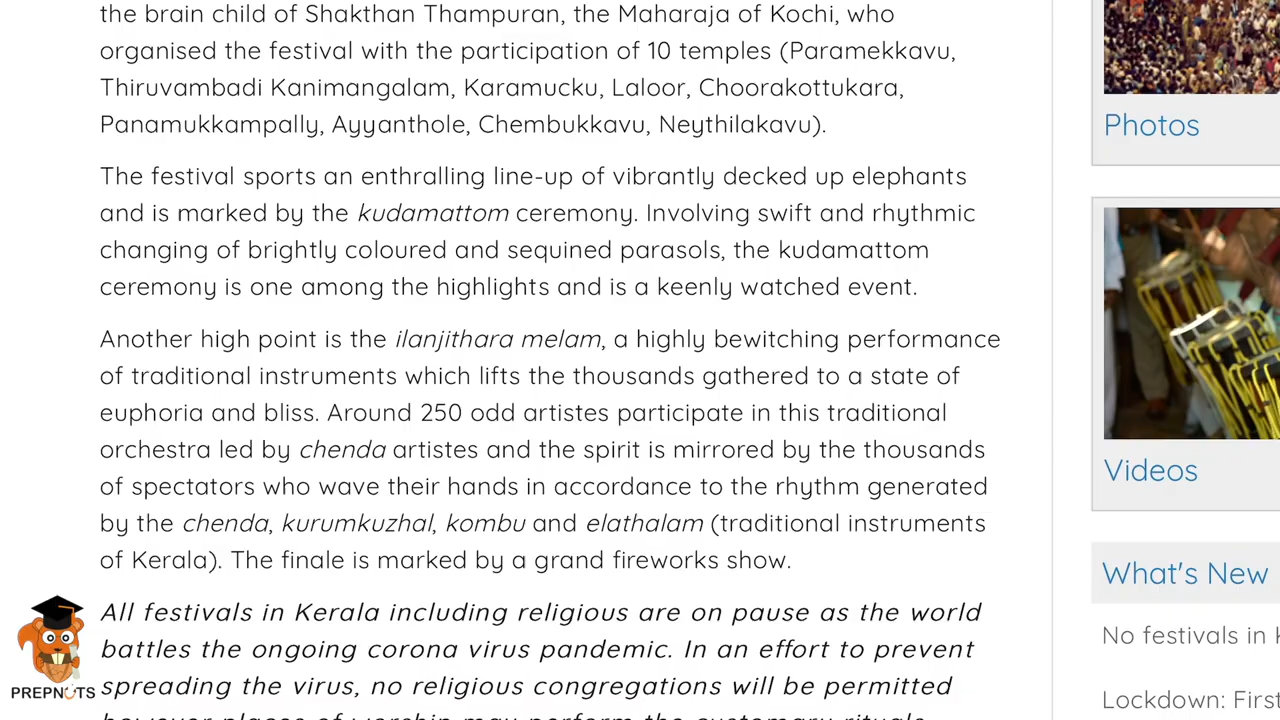 the brain child of Shakthan Thampuran, the Maharaja of Kochi, who
organised the festival with the participation of 10 temples (Paramekkavu,
Thiruvambadi Kanimangalam, Karamucku, Laloor, Choorakottukara,
Panamukkampally, Ayyanthole, Chembukkavu, Neythilakavu).
The festival sports an enthralling line-up of vibrantly decked up elephants
and is marked by the kudamattom ceremony. Involving swift and rhythmic
changing of brightly coloured and sequined parasols, the kudamattom
ceremony is one among the highlights and is a keenly watched event.
Another high point is the ilanjithara melam, a highly bewitching performance
of traditional instruments which lifts the thousands gathered to a state of
euphoria and bliss. Around 250 odd artistes participate in this traditional
orchestra led by chenda artistes and the spirit is mirrored by the thousands
of spectators who wave their hands in accordance to the rhythm generated
by the chenda, kurumkuzhal, kombu and elathalam (traditional instruments
of Kerala). The finale is marked by a grand fireworks show.
All festivals in Kerala including religious are on pause as the world
battles the ongoing corona virus pandemic. In an effort to prevent
spreading the virus, no religious congregations will be permitted
however places of worship may perform the customary rituals
PREPNUTS
Photos
Videos
What's New
No festivals in
Lockdown: First